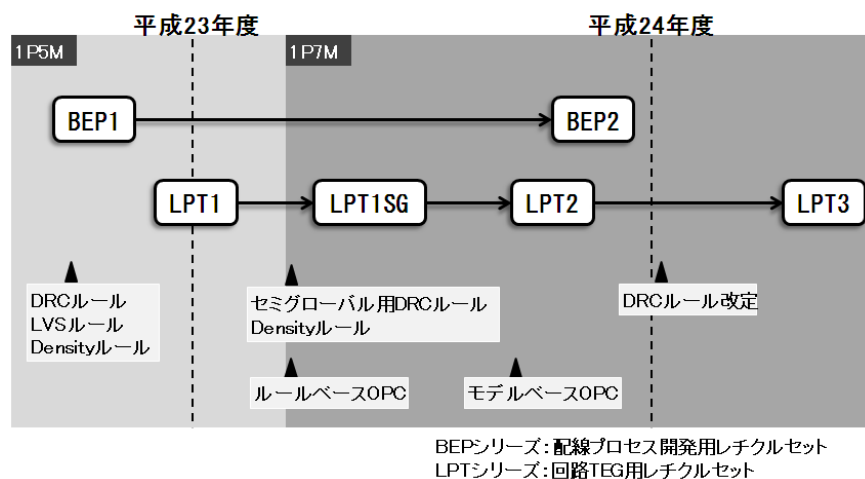 平成23年度
平成24年度
1P5M
1P7M
BEP1
BEP2
LPT1
LPT1SG
LPT2
LPT3
DRCルール
LVSルール
Densityルール
セミグローバル用DRCルール
Densityルール
DRCルール改定
ルールベースOPC
モデルベースOPC
BEPシリーズ：配線プロセス開発用レチクルセット
LPTシリーズ：回路TEG用レチクルセット